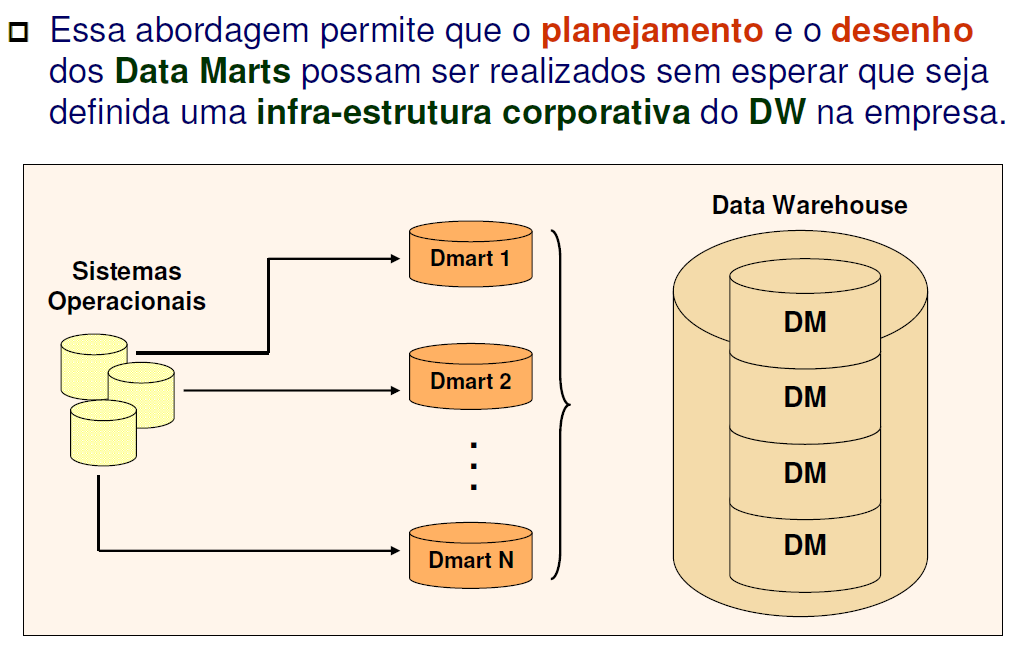 Essa abordagem permite que o planejamento e o desenho
dos Data Marts possam ser realizados sem esperar que seja
definida uma infra-estrutura corporativa do DW na empresa.
Data Warehouse
Sistemas
Operacionais
Dmart 1
Dmart 2
.
.
.
Dmart N
DM
DM
DM
DM